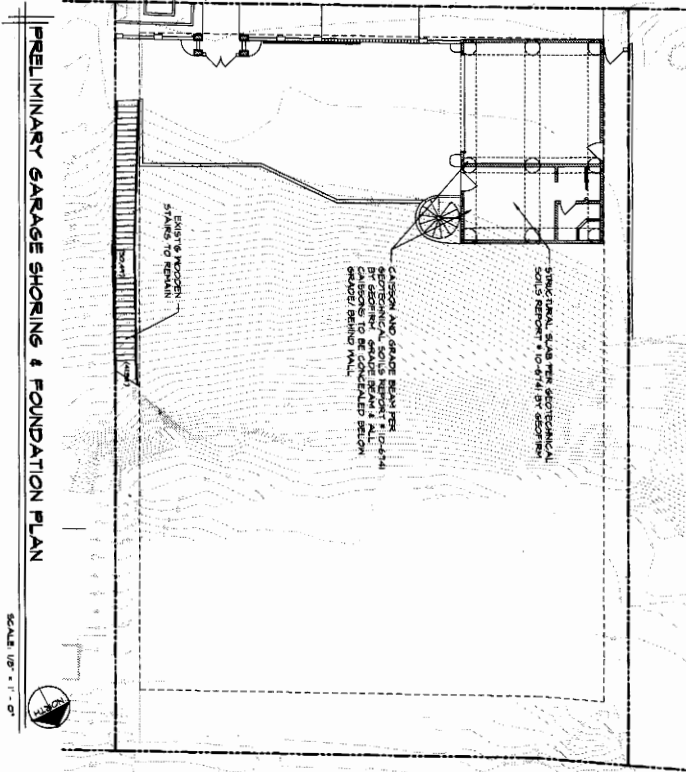 PRELIMINARY GARAGE SHORING & FOUNDATION PLAN
SCALE: 1/8" = 1' - 0"
NORTH
EXIST'G WOODEN
STAIRS TO REMAIN
CAISSON AND GRADE BEAM PER
GEOTECHNICAL SOILS REPORT # 10-6741
BY GEOFIRM. GRADE BEAM & ALL
CAISSONS TO BE CONCEALED BELOW
GRADE/ BEHIND WALL
STRUCTURAL SLAB PER GEOTECHNICAL
SOILS REPORT # 10-6741 BY GEOFIRM